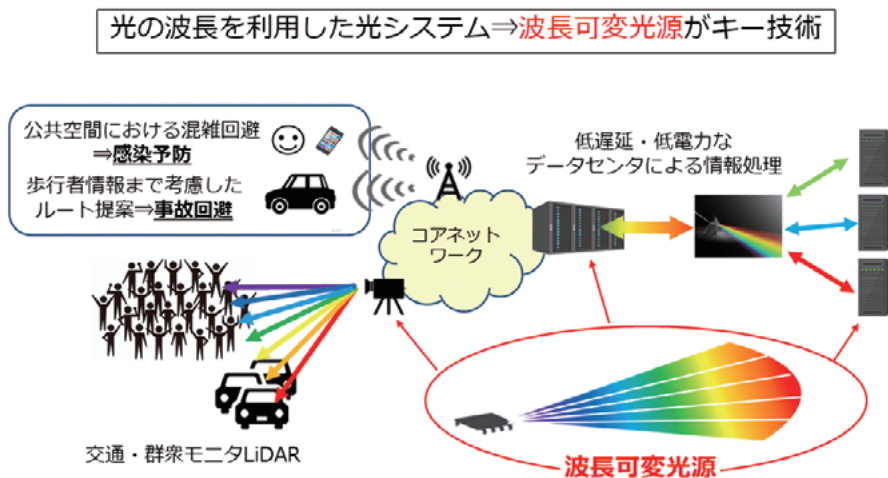 光の波長を利用した光システム⇒波長可変光源がキー技術
公共空間における混雑回避
⇒感染予防
歩行者情報まで考慮した
ルート提案⇒事故回避
低遅延・低電力な
データセンタによる情報処理
コアネット
ワーク
交通・群衆モニタLiDAR
波長可変光源